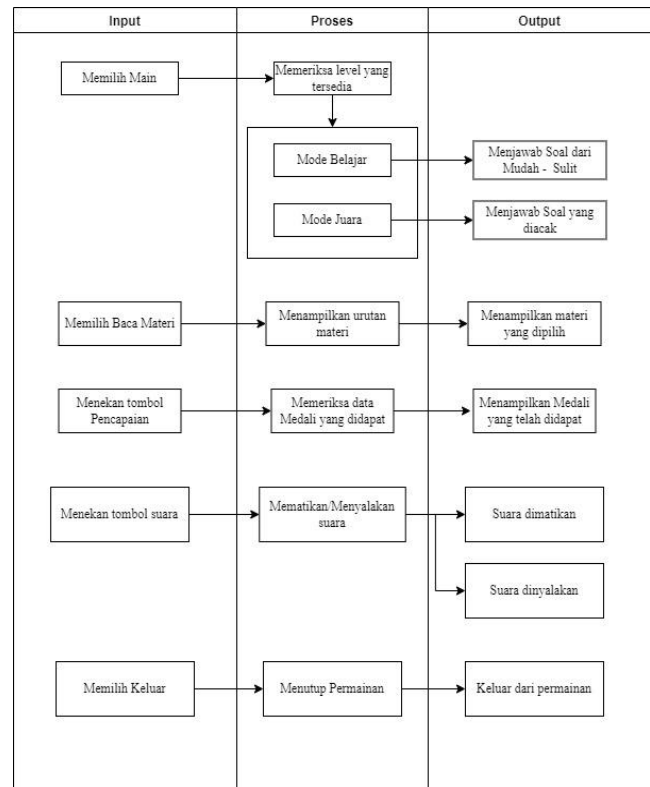 Input
Proses
Output
Memilih Main
Memeriksa level yang
tersedia
Mode Belajar
Menjawab Soal dari
Mudah - Sulit
Mode Juara
Menjawab Soal yang
diacak
Memilih Baca Materi
Menampilkan urutan
materi
Menampilkan materi
yang dipilih
Menekan tombol
Pencapaian
Memeriksa data
Medali yang didapat
Menampilkan Medali
yang telah didapat
Menekan tombol suara
Mematikan/Menyalakan
suara
Suara dimatikan
Suara dinyalakan
Memilih Keluar
Menutup Permainan
Keluar dari permainan